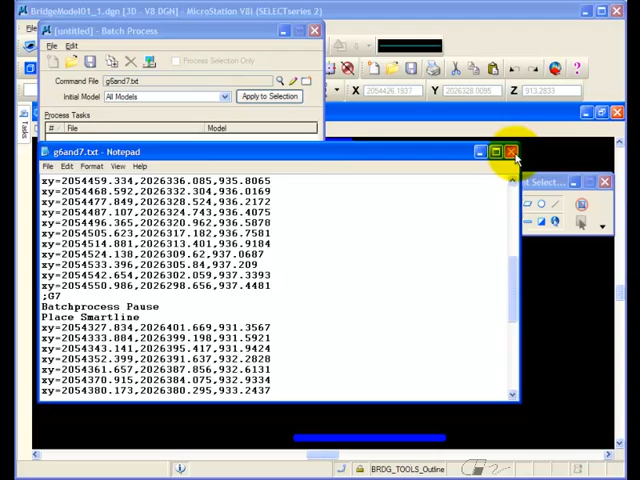 BridgeModel01_1.dgn [3D - V8 DGN] - MicroStation V8i (SELECTseries 2)
[untitled] - Batch Process
File Edit
Process Selection Only
Command File g6and7.txt
Initial Model All Models Apply to Selection
X 2054426.1937 Y 2026328.0095 Z 913.2833
Process Tasks
# File Model
Tasks
g6and7.txt - Notepad
File Edit Format View Help
nt Select...
xy=2054459.334,2026336.085,935.8065
xy=2054468.592,2026332.304,936.0169
xy=2054477.849,2026328.524,936.2172
xy=2054487.107,2026324.743,936.4075
xy=2054496.365,2026320.962,936.5878
xy=2054505.623,2026317.182,936.7581
xy=2054514.881,2026313.401,936.9184
xy=2054524.138,2026309.62,937.0687
xy=2054533.396,2026305.84,937.209
xy=2054542.654,2026302.059,937.3393
xy=2054550.986,2026298.656,937.4481
;G7
Batchprocess Pause
Place Smartline
xy=2054327.834,2026401.669,931.3567
xy=2054333.884,2026399.198,931.5921
xy=2054343.141,2026395.417,931.9424
xy=2054352.399,2026391.637,932.2828
xy=2054361.657,2026387.856,932.6131
xy=2054370.915,2026384.075,932.9334
xy=2054380.173,2026380.295,933.2437
BRDG_TOOLS_Outline